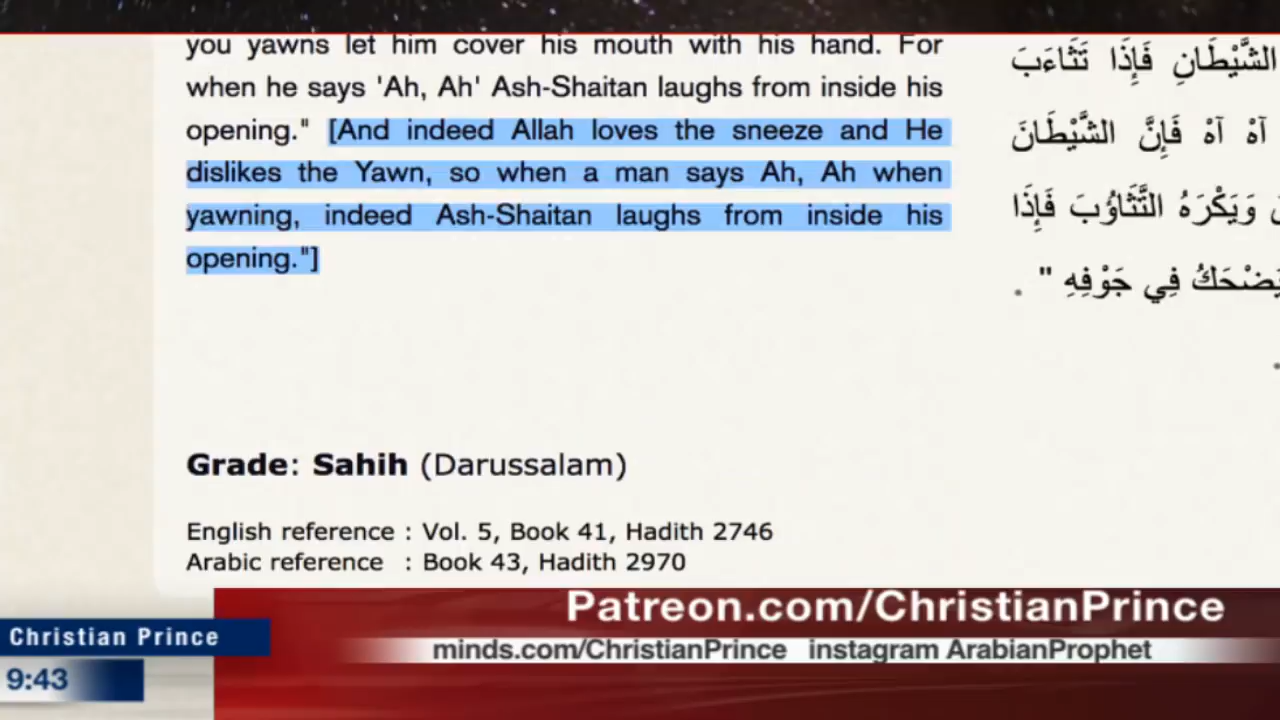 you yawns let him cover his mouth with his hand. For
when he says 'Ah, Ah' Ash-Shaitan laughs from inside his
opening." [And indeed Allah loves the sneeze and He
dislikes the Yawn, so when a man says Ah, Ah when
yawning, indeed Ash-Shaitan laughs from inside his
opening."]
الشَّيْطَانِ فَإِذَا تَثَاءَبَ
آهْ آهْ فَإِنَّ الشَّيْطَانَ
وَيَكْرَهُ التَّثَاؤُبَ فَإِذَا
يَضْحَكُ فِي جَوْفِهِ " .
Grade: Sahih (Darussalam)
English reference : Vol. 5, Book 41, Hadith 2746
Arabic reference : Book 43, Hadith 2970
Patreon.com/ChristianPrince
Christian Prince
minds.com/ChristianPrince instagram ArabianProphet
9:43